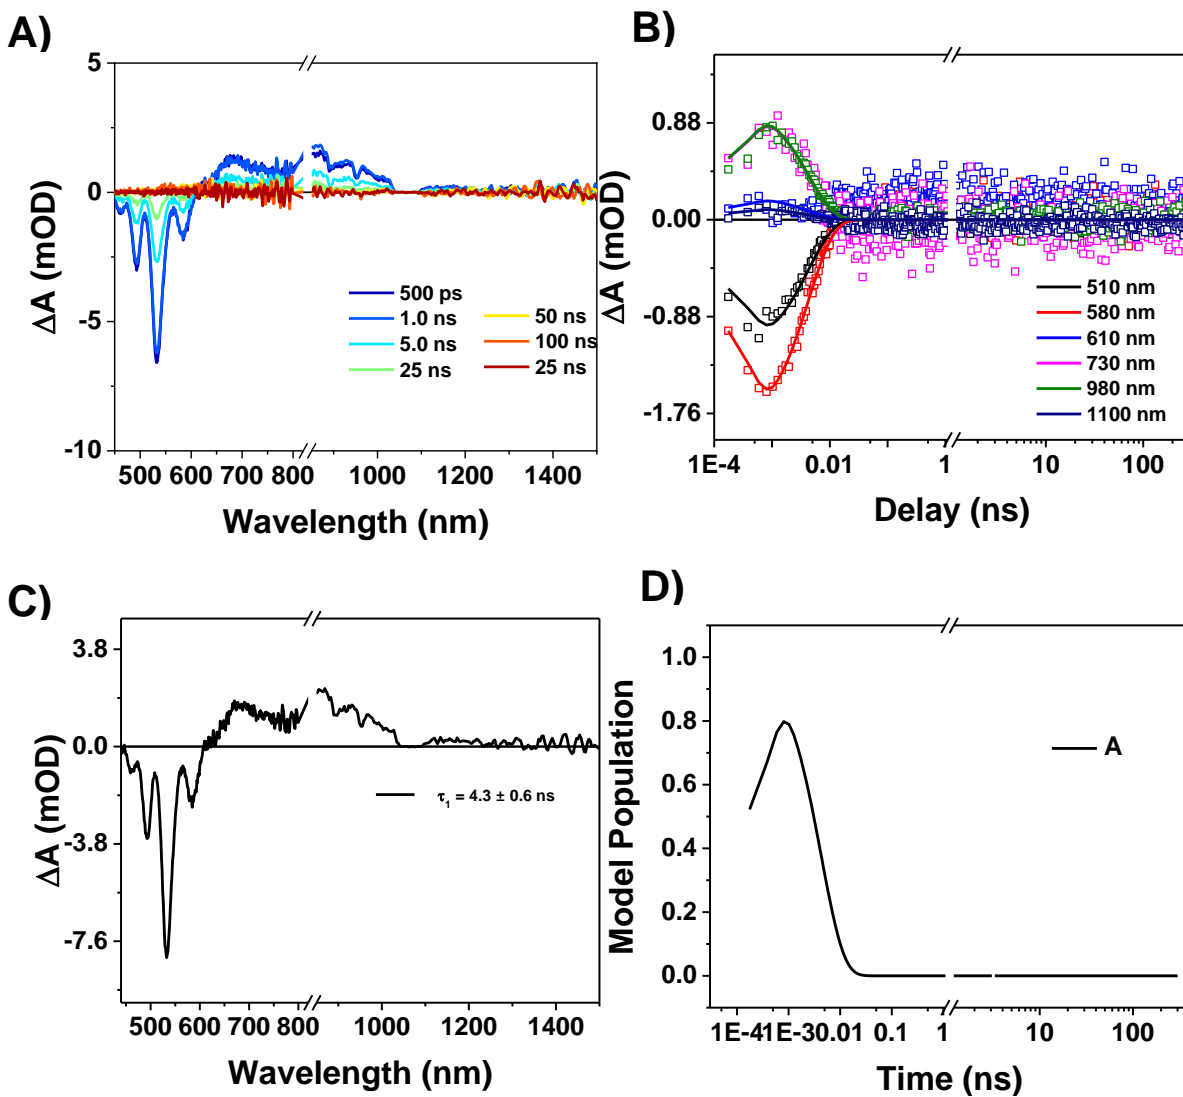 A)
5
0
-5
-10
ΔA (mOD)
500 ps
1.0 ns
5.0 ns
25 ns
50 ns
100 ns
25 ns
500 600 700 800 1000 1200 1400
Wavelength (nm)
B)
0.88
0.00
-0.88
-1.76
ΔA (mOD)
510 nm
580 nm
610 nm
730 nm
980 nm
1100 nm
1E-4 0.01 1 10 100
Delay (ns)
C)
3.8
0.0
-3.8
-7.6
ΔA (mOD)
τ1 = 4.3 ± 0.6 ns
500 600 700 800 1000 1200 1400
Wavelength (nm)
D)
1.0
0.8
0.6
0.4
0.2
0.0
Model Population
A
1E-4 1E-3 0.01 0.1 1 10 100
Time (ns)